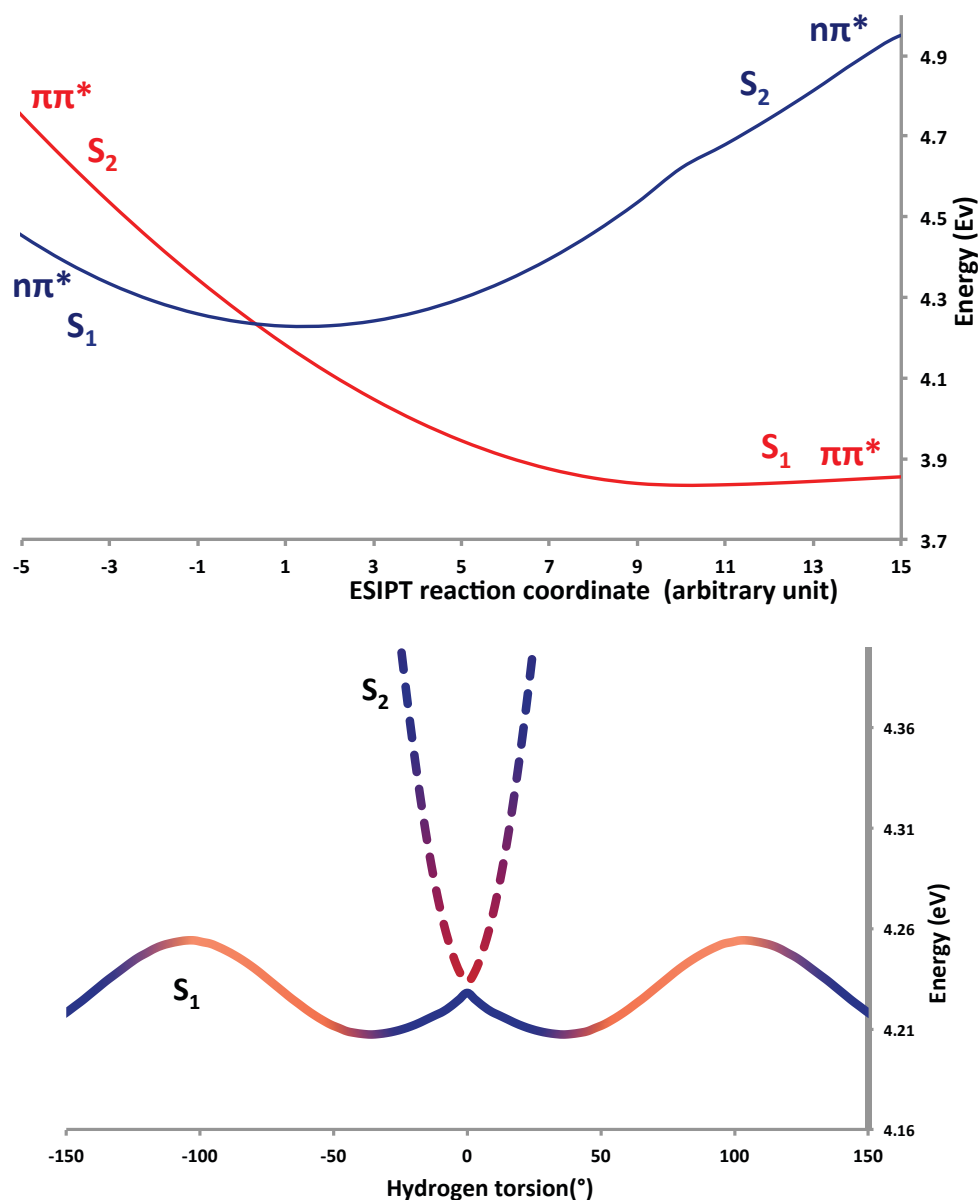 nπ*
4.9
ππ*
S₂
4.7
S₂
4.5
Energy (Ev)
nπ*
4.3
S₁
4.1
S₁ ππ*
3.9
3.7
-5 -3 -1 1 3 5 7 9 11 13 15
ESIPT reaction coordinate (arbitrary unit)
S₂
4.36
4.31
4.26
Energy (eV)
S₁
4.21
4.16
-150 -100 -50 0 50 100 150
Hydrogen torsion(°)